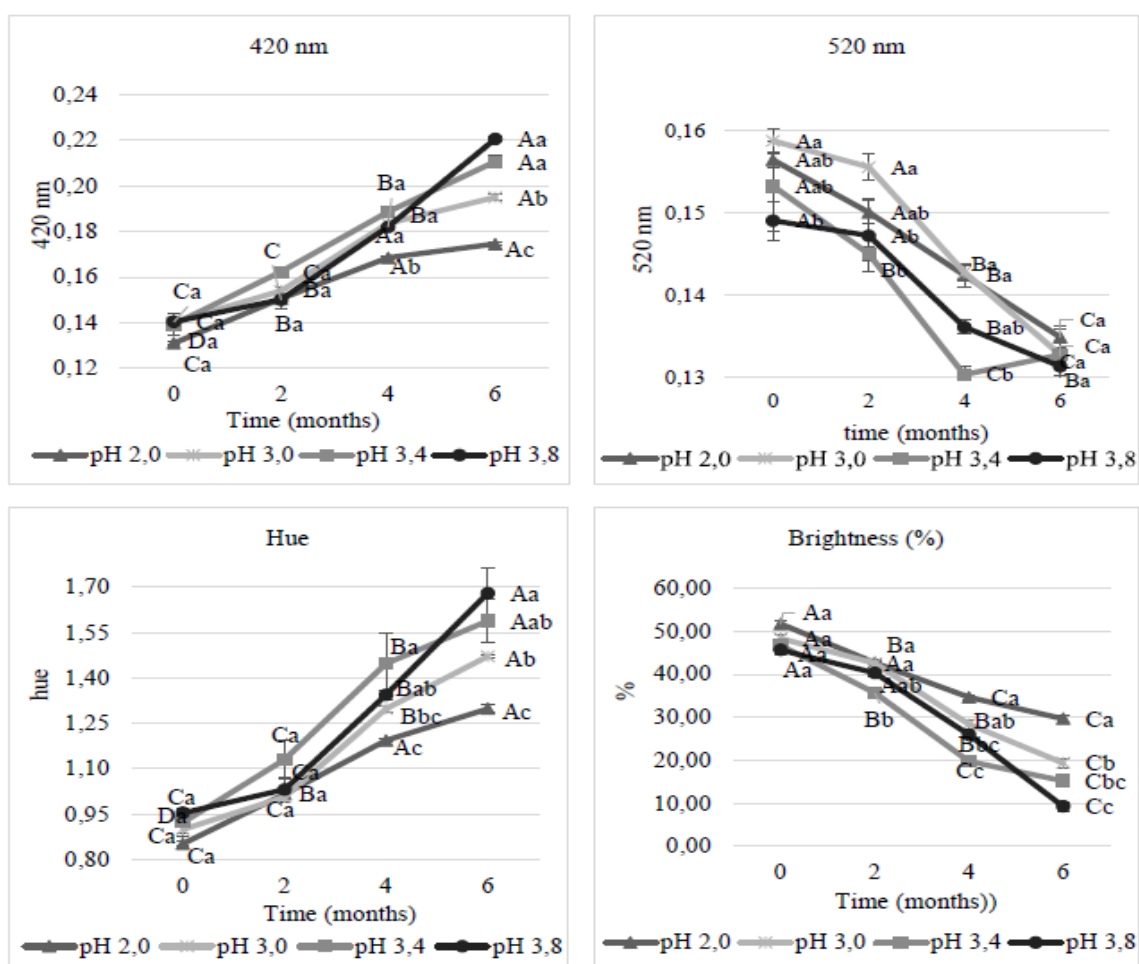 420 nm
0,24
0,22
0,20
0,18
0,16
0,14
0,12
420 nm
Ca
Ca
Da
Ca
C
Ca
Ba
Ba
Ba
Ba
Aa
Ab
Aa
Aa
Ab
Ac
0 2 4 6
Time (months)
pH 2,0 pH 3,0 pH 3,4 pH 3,8
520 nm
0,16
0,15
0,14
0,13
520 nm
Aa
Aab
Aab
Ab
Aa
Aab
Ab
Bb
Ba
Ba
Bab
Cb
Ca
Ca
Ca
Ba
0 2 4 6
time (months)
pH 2,0 pH 3,0 pH 3,4 pH 3,8
Hue
1,70
1,55
1,40
1,25
1,10
0,95
0,80
hue
Ca
Da
Ca
Ca
Ca
Ca
Ba
Ca
Ba
Bab
Bbc
Ac
Aa
Aab
Ab
Ac
0 2 4 6
Time (months)
pH 2,0 pH 3,0 pH 3,4 pH 3,8
Brightness (%)
60,00
50,00
40,00
30,00
20,00
10,00
0,00
%
Aa
Aa
Aa
Aa
Ba
Aa
Aab
Bb
Ca
Bab
Bbc
Cc
Ca
Cb
Cbc
Cc
0 2 4 6
Time (months))
pH 2,0 pH 3,0 pH 3,4 pH 3,8